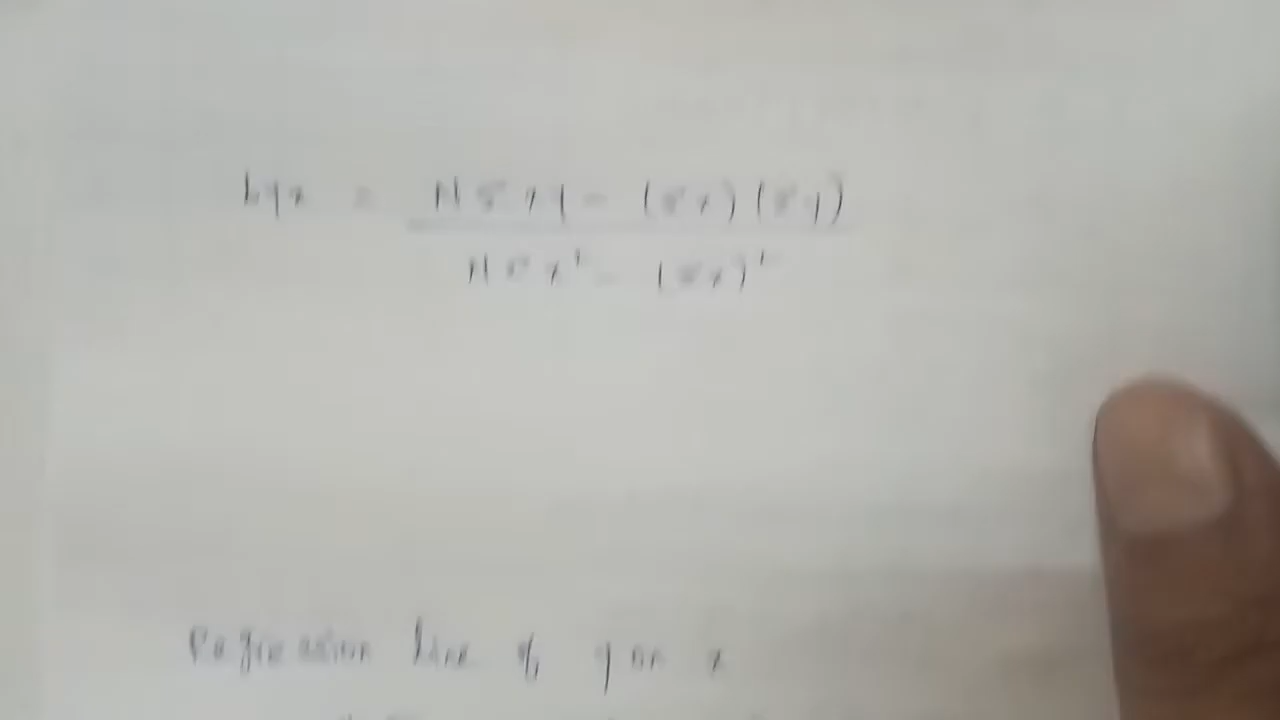 byx = NΣxy - (Σx)(Σy)
NΣx² - (Σx)²
Regression line of y on x